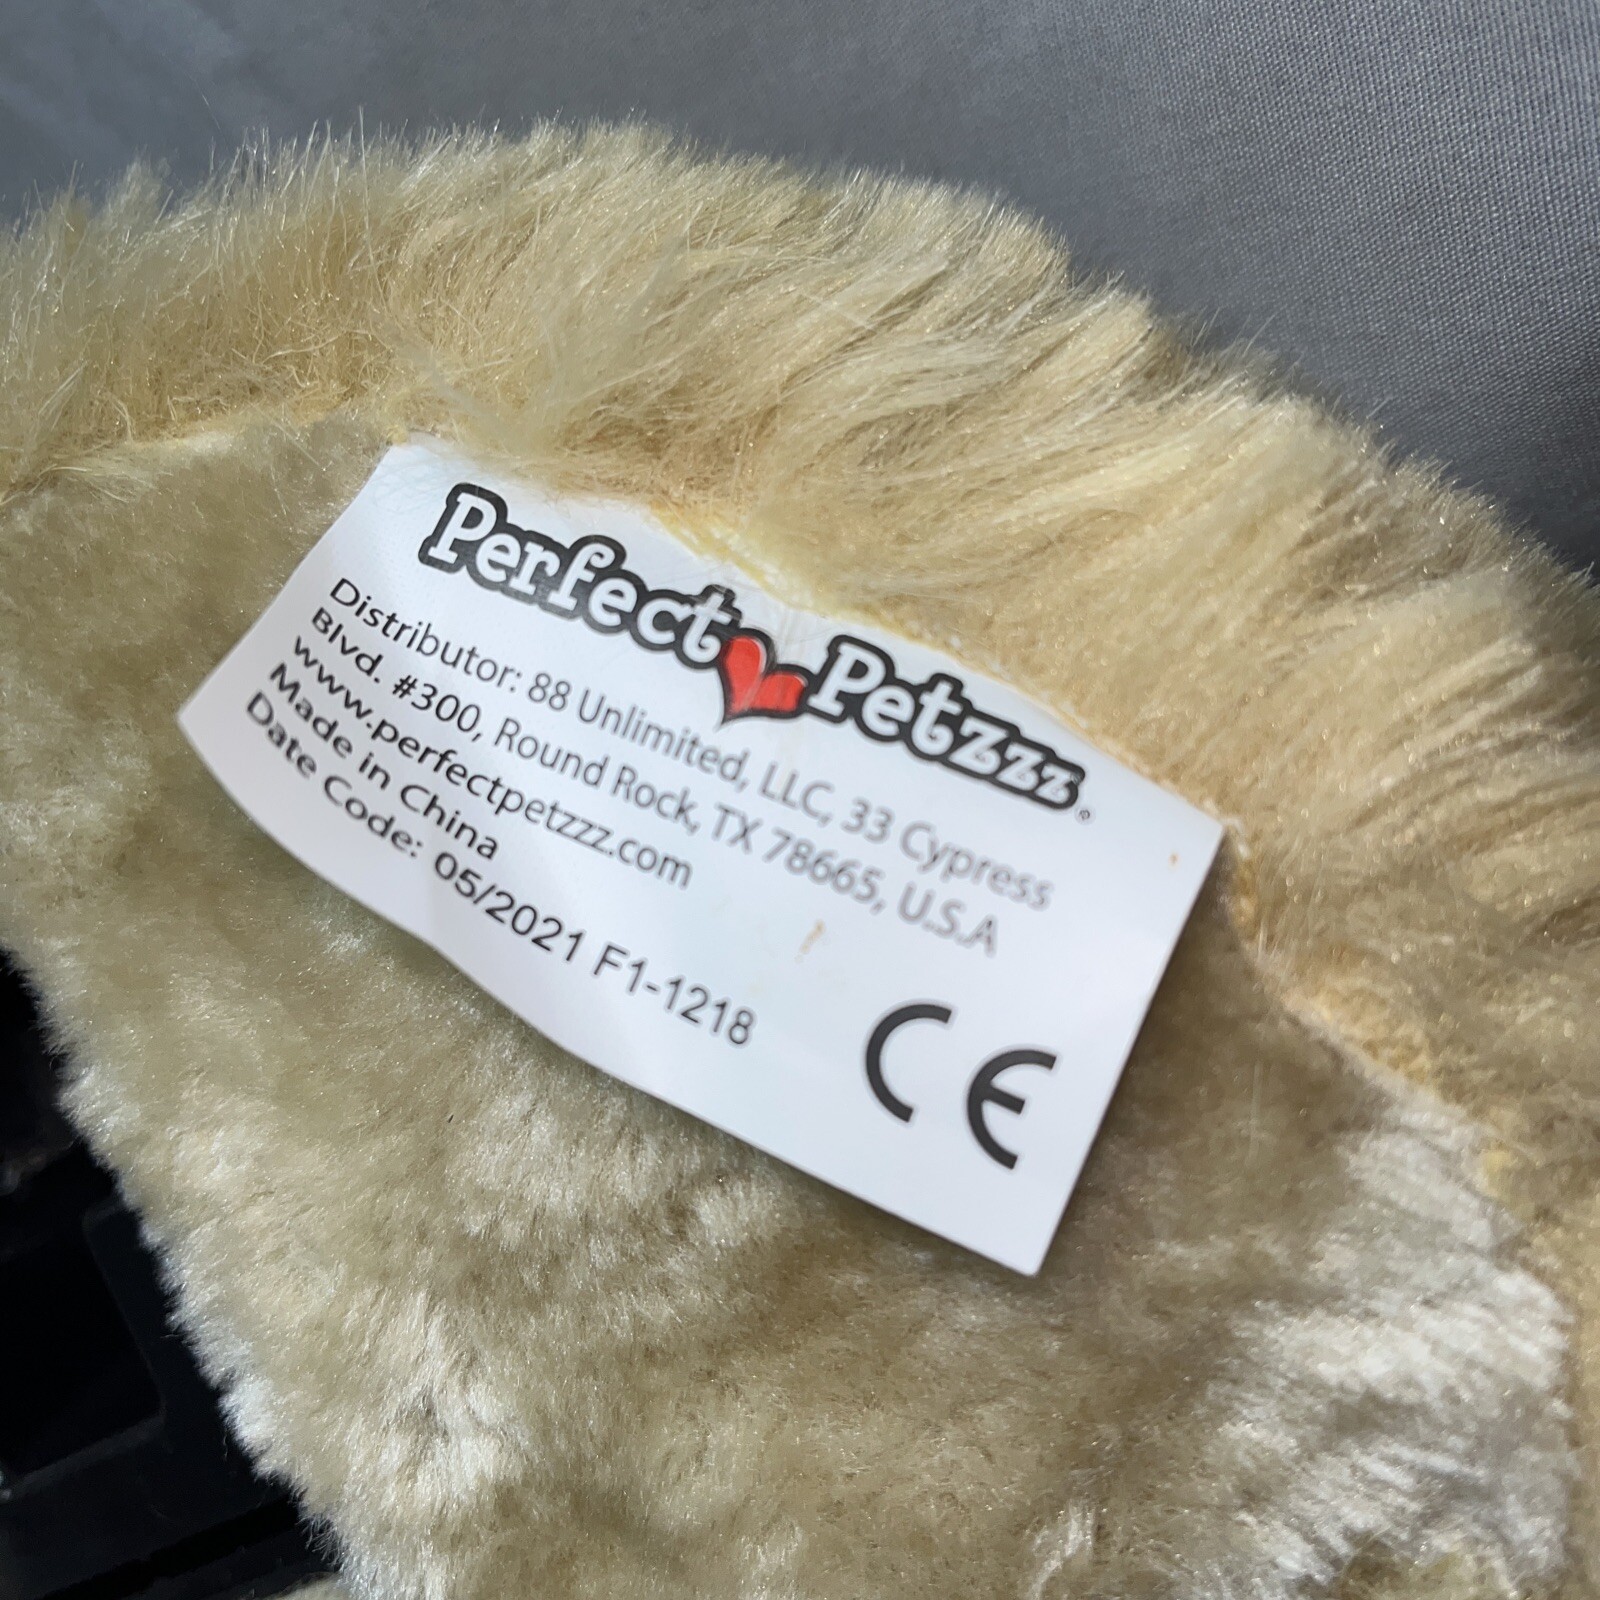 Perfect Petzzz®
Distributor: 88 Unlimited, LLC, 33 Cypress
Blvd. #300, Round Rock, TX 78665, U.S.A
www.perfectpetzzz.com
Made in China
Date Code: 05/2021 F1-1218
CE